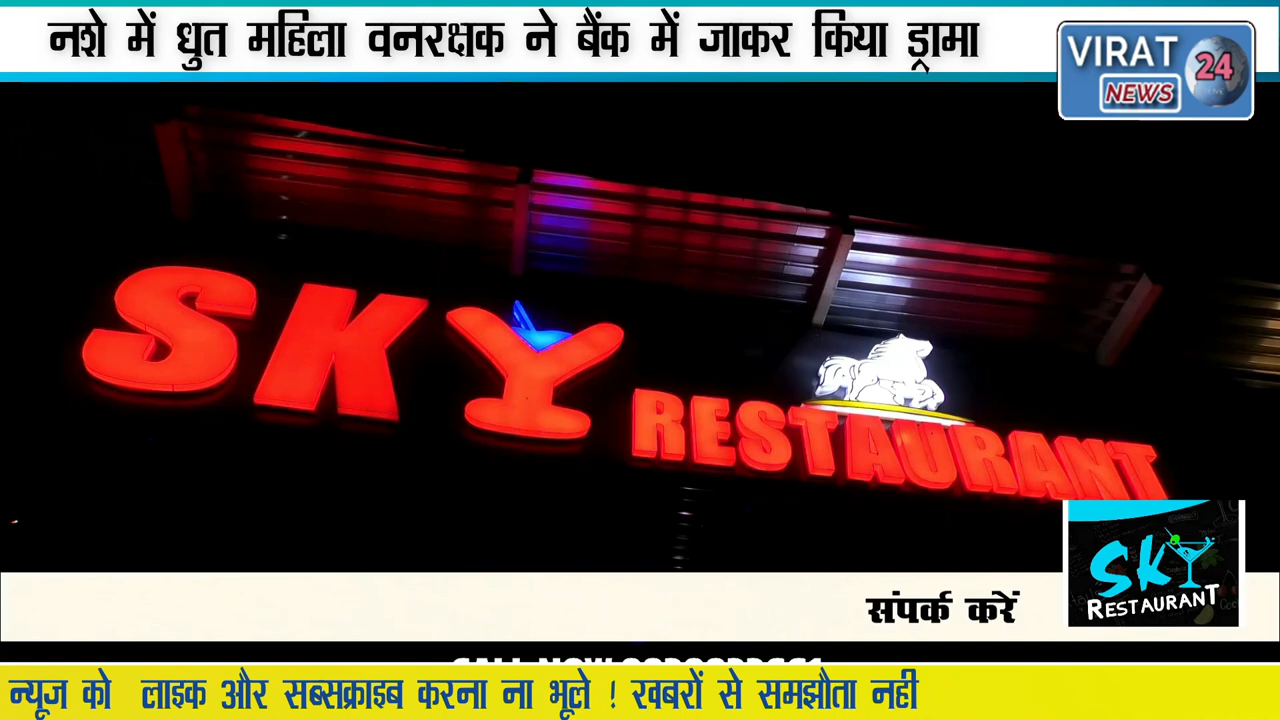 नशे में धुत महिला वनरक्षक ने बैंक में जाकर किया ड्रामा
VIRAT
24
NEWS
SKY
RESTAURANT
संपर्क करें
SKY
RESTAURANT
न्यूज को लाइक और सब्सक्राइब करना ना भूले ! खबरों से समझौता नही